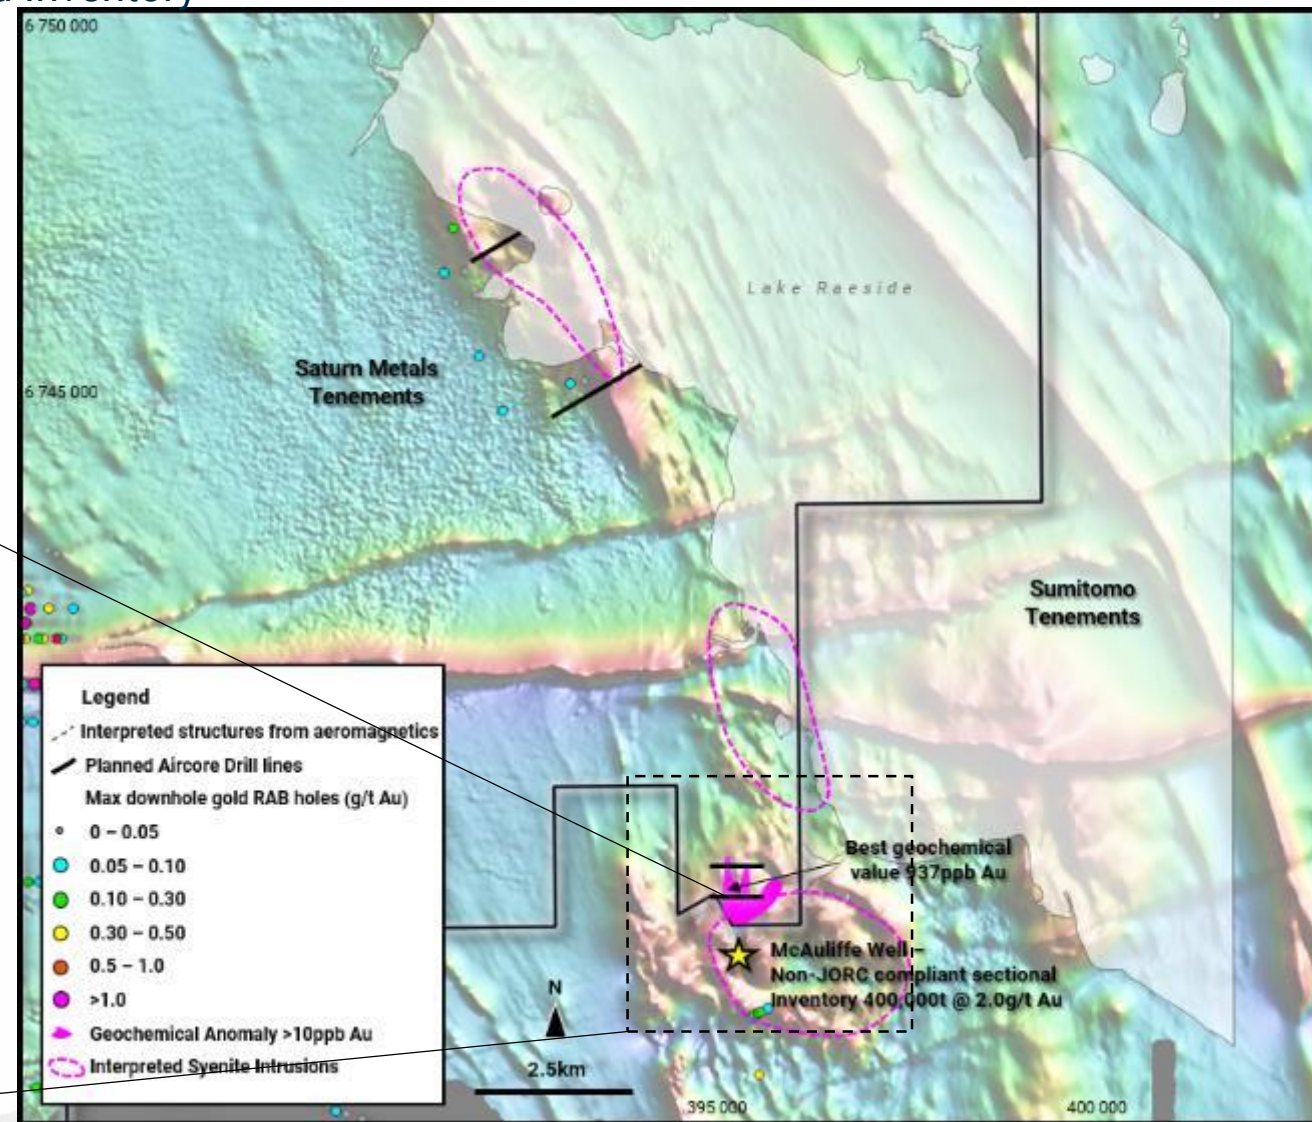 Inventory
6 750 000
Lake Raeside
Saturn Metals
Tenements
6 745 000
Sumitomo
Tenements
Legend
Interpreted structures from aeromagnetics
Planned Aircore Drill lines
Max downhole gold RAB holes (g/t Au)
0 – 0.05
0.05 – 0.10
0.10 – 0.30
0.30 – 0.50
0.5 – 1.0
>1.0
Geochemical Anomaly >10ppb Au
Interpreted Syenite Intrusions
Best geochemical
value 937ppb Au
McAuliffe Well –
Non-JORC compliant sectional
Inventory 400,000t @ 2.0g/t Au
N
2.5km
395 000
400 000